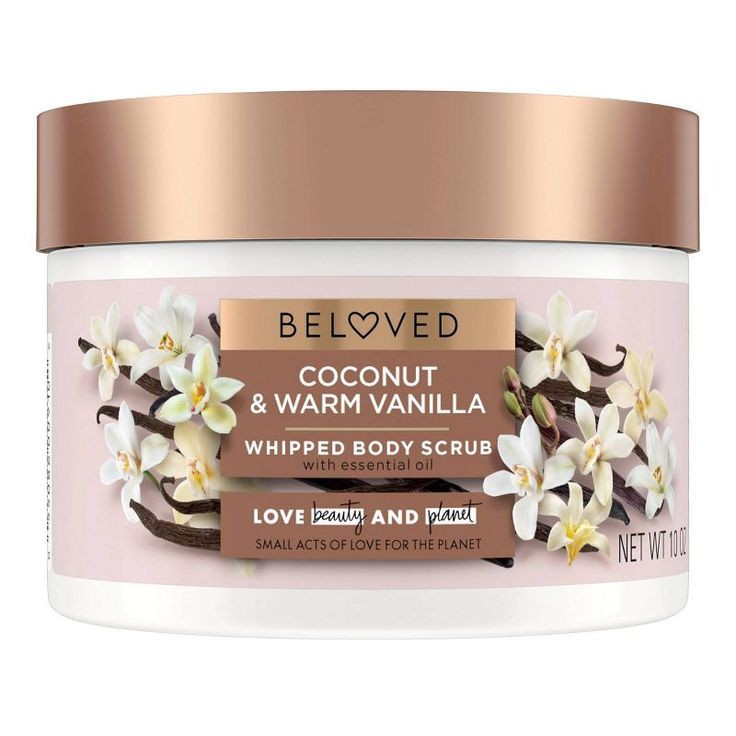 BELOVED
COCONUT
& WARM VANILLA
WHIPPED BODY SCRUB
with essential oil
LOVE beauty AND planet
SMALL ACTS OF LOVE FOR THE PLANET
NET WT 10 OZ